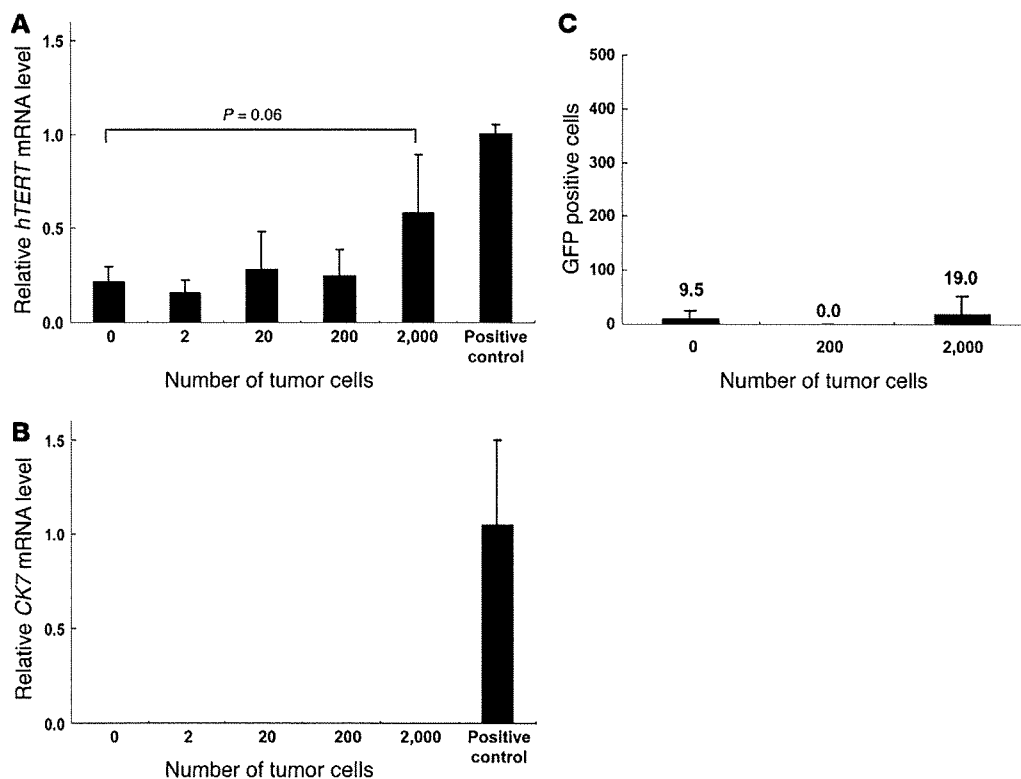 A
1.5
1.0
0.5
0.0
Relative hTERT mRNA level
P = 0.06
0 2 20 200 2,000 Positive control
Number of tumor cells
B
1.5
1.0
0.5
0.0
Relative CK7 mRNA level
0 2 20 200 2,000 Positive control
Number of tumor cells
C
500
400
300
200
100
0
GFP positive cells
9.5 0.0 19.0
0 200 2,000
Number of tumor cells